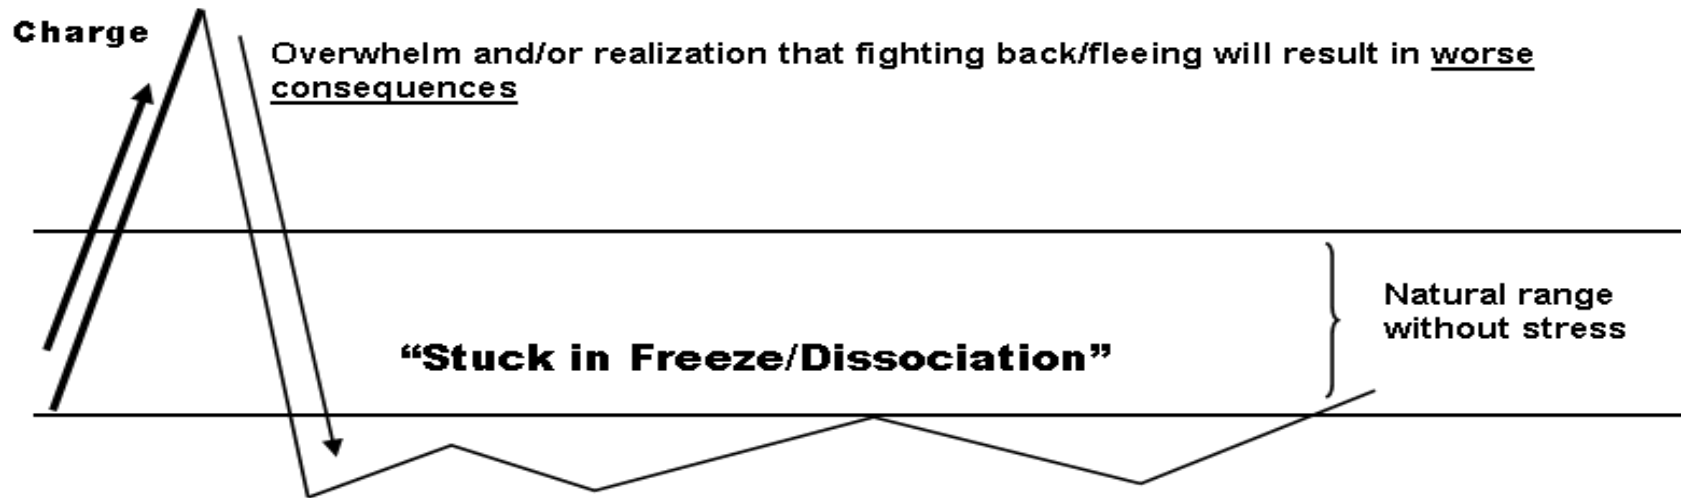 Charge
Overwhelm and/or realization that fighting back/fleeing will result in worse
consequences
Natural range
without stress
“Stuck in Freeze/Dissociation”